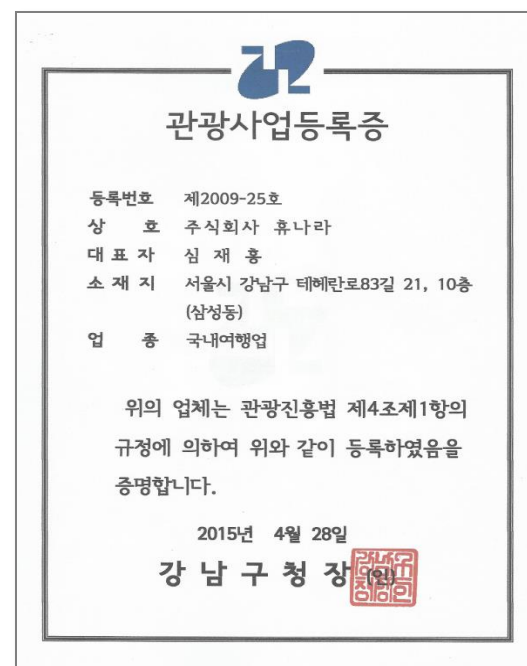 관광사업등록증
등록번호 제2009-25호
상 호 주식회사 휴나라
대 표 자 심 재 홍
소 재 지 서울시 강남구 테헤란로83길 21, 10층
(삼성동)
업 종 국내여행업
위의 업체는 관광진흥법 제4조제1항의
규정에 의하여 위와 같이 등록하였음을
증명합니다.
2015년 4월 28일
강 남 구 청 장 (인)